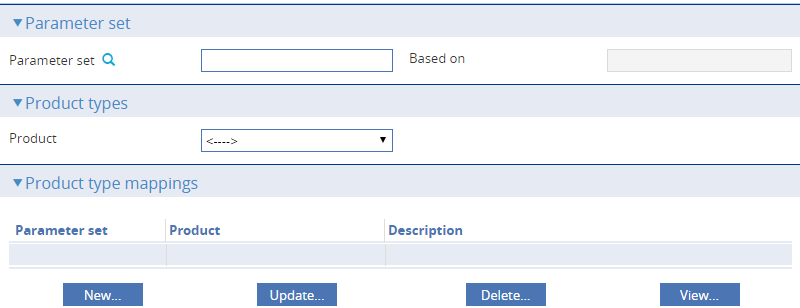 Parameter set
Parameter set Based on
Product types
Product <---->
Product type mappings
Parameter set Product Description
New... Update... Delete... View...